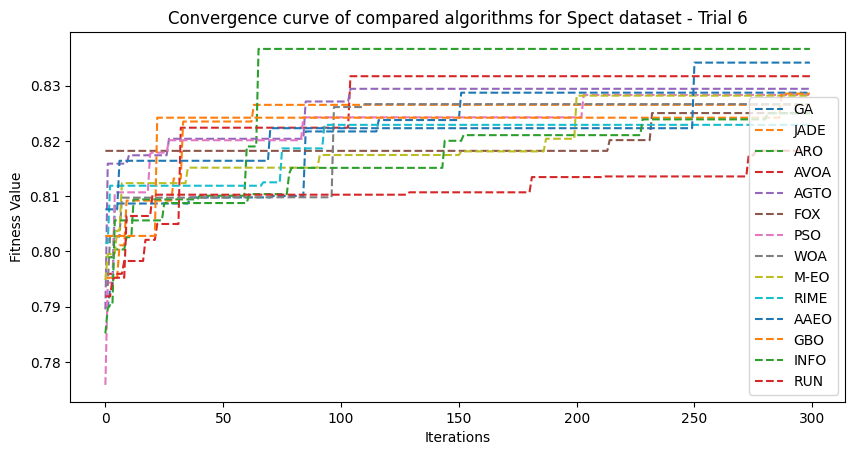 Convergence curve of compared algorithms for Spect dataset - Trial 6
Fitness Value
0.83
0.82
0.81
0.80
0.79
0.78
GA
JADE
ARO
AVOA
AGTO
FOX
PSO
WOA
M-EO
RIME
AAEO
GBO
INFO
RUN
0 50 100 150 200 250 300
Iterations